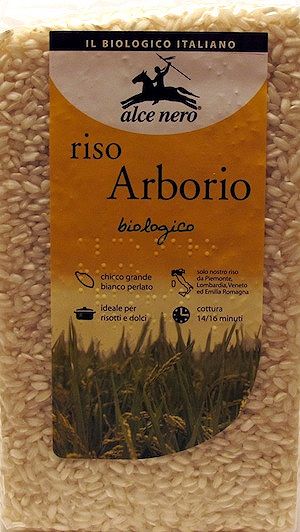 IL BIOLOGICO ITALIANO
alce nero
riso
Arborio
biologico
chicco grande
bianco perlato
solo nostro riso
da Piemonte,
Lombardia, Veneto
ed Emilia Romagna
ideale per
risotti e dolci
cottura
14/16 minuti